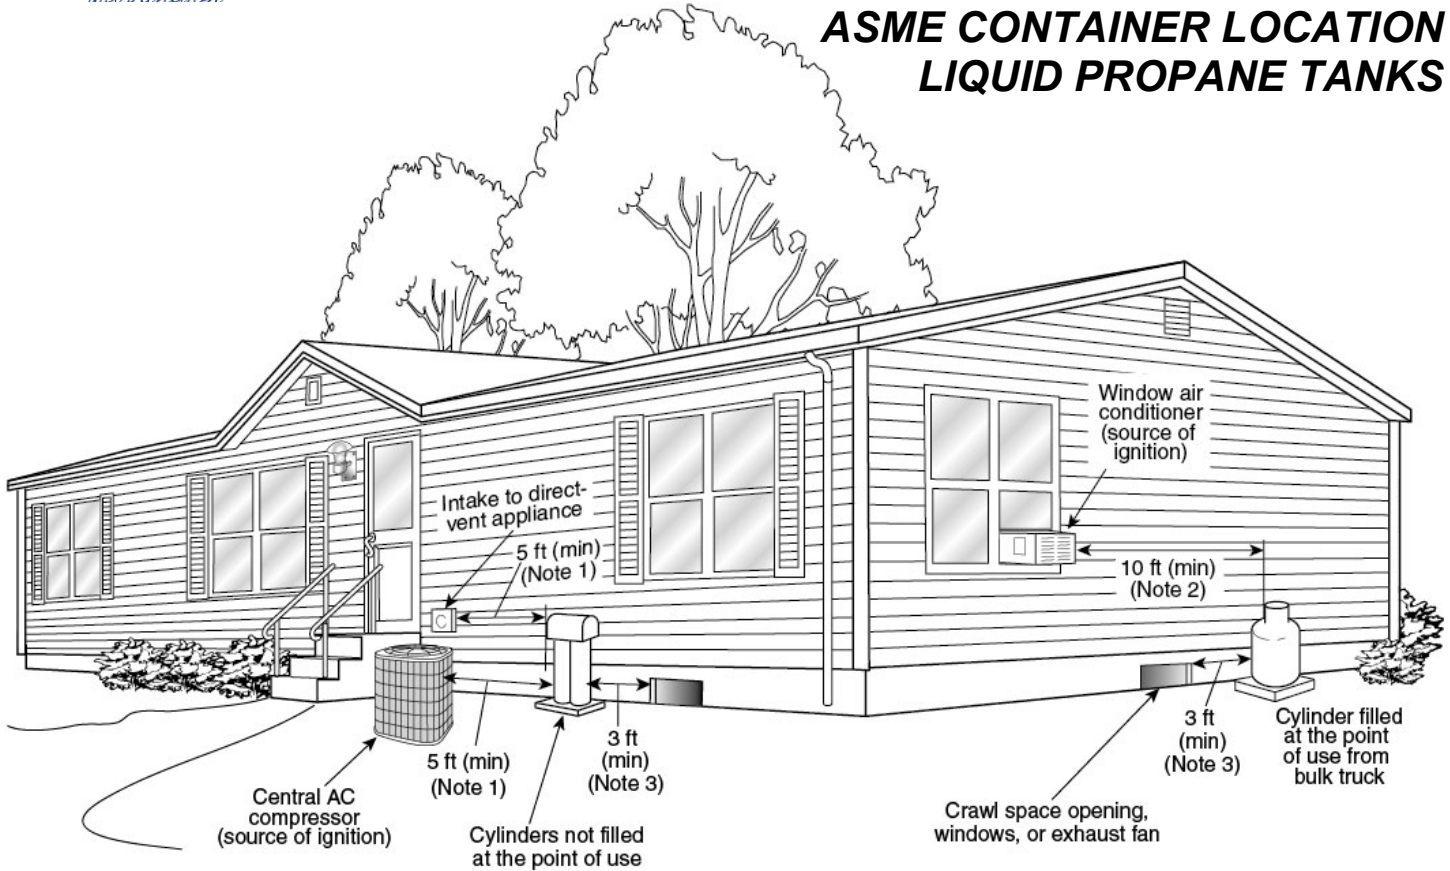 ASME CONTAINER LOCATION
LIQUID PROPANE TANKS
Window air
conditioner
(source of
ignition)
Intake to direct-
vent appliance
5 ft (min)
(Note 1)
10 ft (min)
(Note 2)
C
5 ft (min)
(Note 1)
3 ft
(min)
(Note 3)
3 ft
(min)
(Note 3)
Cylinder filled
at the point
of use from
bulk truck
Central AC
compressor
(source of ignition)
Cylinders not filled
at the point of use
Crawl space opening,
windows, or exhaust fan